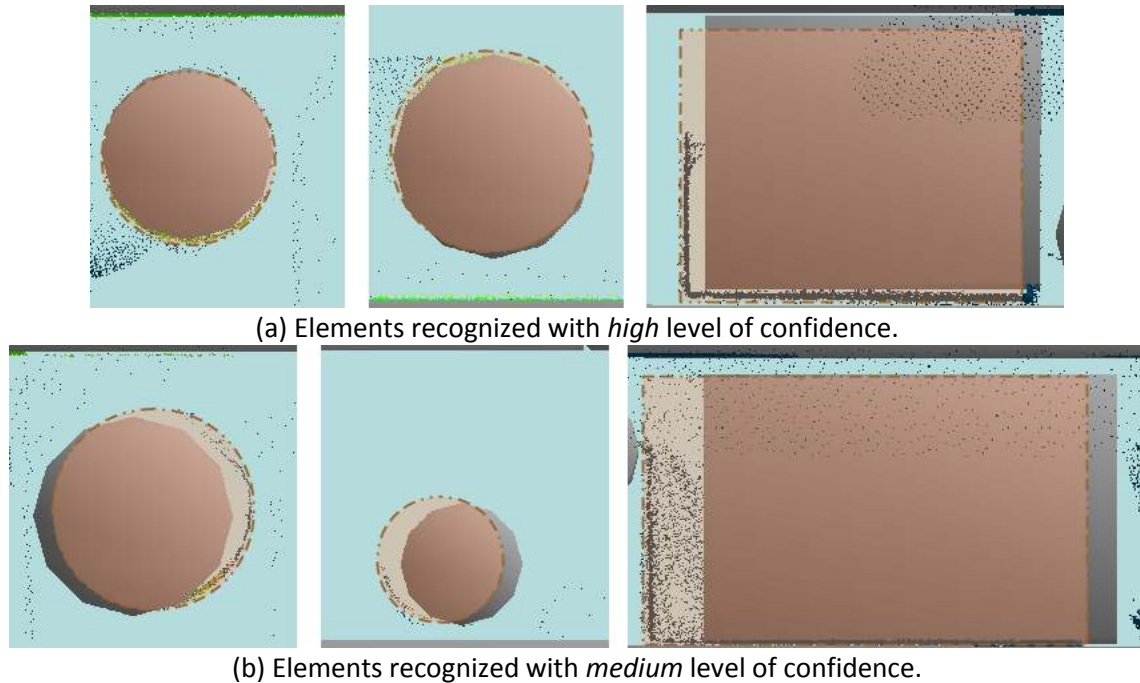 (a) Elements recognized with high level of confidence.
(b) Elements recognized with medium level of confidence.